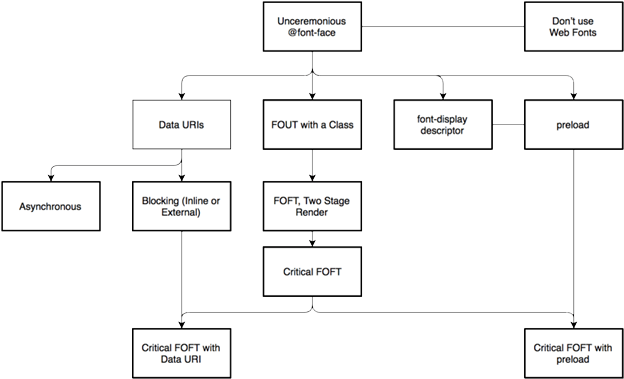 Unceremonious
@font-face
Don't use
Web Fonts
Data URIs
FOUT with a Class
font-display
descriptor
preload
Asynchronous
Blocking (Inline or
External)
FOFT, Two Stage
Render
Critical FOFT
Critical FOFT with
Data URI
Critical FOFT with
preload